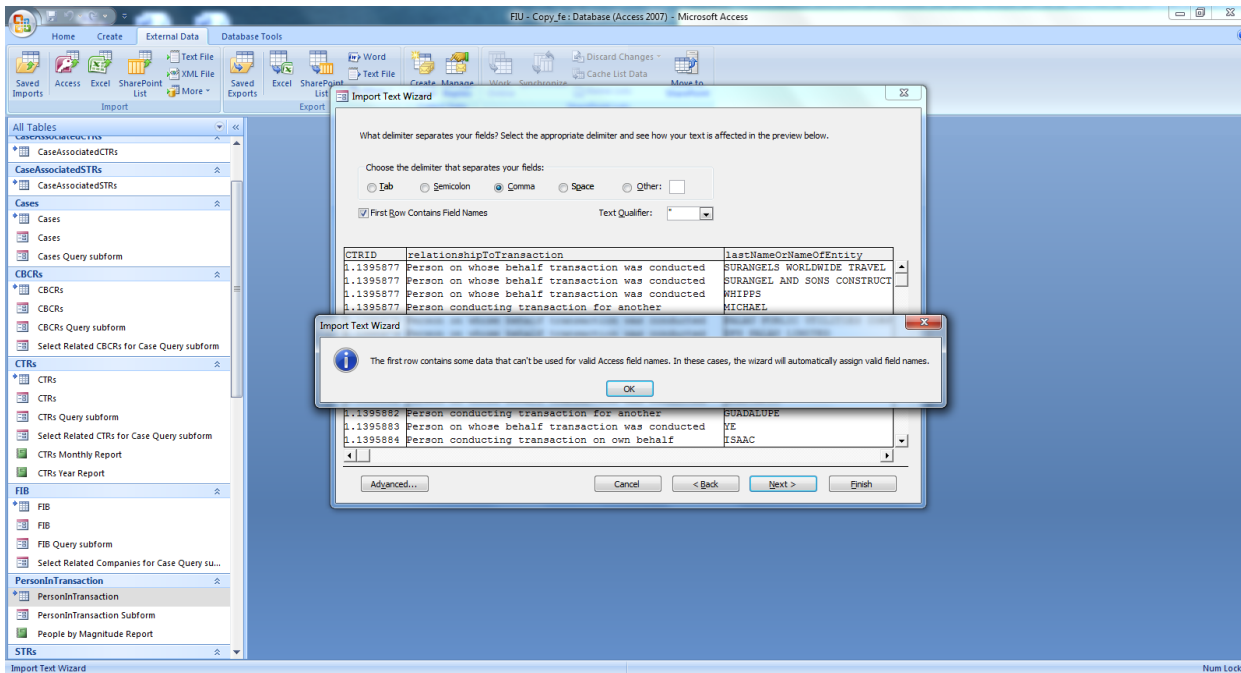 FIU - Copy_fe : Database (Access 2007) - Microsoft Access
Home Create External Data Database Tools
Saved Imports
Access
Excel
SharePoint List
Text File
XML File
More
Import
Saved Exports
Excel
SharePoint List
Word
Text File
Export
Create Manage
Work Synchronize
Discard Changes
Cache List Data
Move to
All Tables
CaseAssociatedCTRs
CaseAssociatedCTRs
CaseAssociatedSTRs
CaseAssociatedSTRs
Cases
Cases
Cases
Cases Query subform
CBCRs
CBCRs
CBCRs
CBCRs Query subform
Select Related CBCRs for Case Query subform
CTRs
CTRs
CTRs
CTRs Query subform
Select Related CTRs for Case Query subform
CTRs Monthly Report
CTRs Year Report
FIB
FIB
FIB
FIB Query subform
Select Related Companies for Case Query su...
PersonInTransaction
PersonInTransaction
PersonInTransaction Subform
People by Magnitude Report
STRs
Import Text Wizard
What delimiter separates your fields? Select the appropriate delimiter and see how your text is affected in the preview below.
Choose the delimiter that separates your fields:
Tab Semicolon Comma Space Other:
First Row Contains Field Names Text Qualifier: "
CTRID relationshipToTransaction lastNameOrNameOfEntity
1.1395877 Person on whose behalf transaction was conducted SURANGELS WORLDWIDE TRAVEL
1.1395877 Person on whose behalf transaction was conducted SURANGEL AND SONS CONSTRUCT
1.1395877 Person on whose behalf transaction was conducted WHIPPS
1.1395877 Person conducting transaction for another MICHAEL
Import Text Wizard
The first row contains some data that can't be used for valid Access field names. In these cases, the wizard will automatically assign valid field names.
OK
1.1395882 Person conducting transaction for another GUADALUPE
1.1395883 Person on whose behalf transaction was conducted YE
1.1395884 Person conducting transaction on own behalf ISAAC
Advanced... Cancel < Back Next > Finish
Import Text Wizard
Num Lock